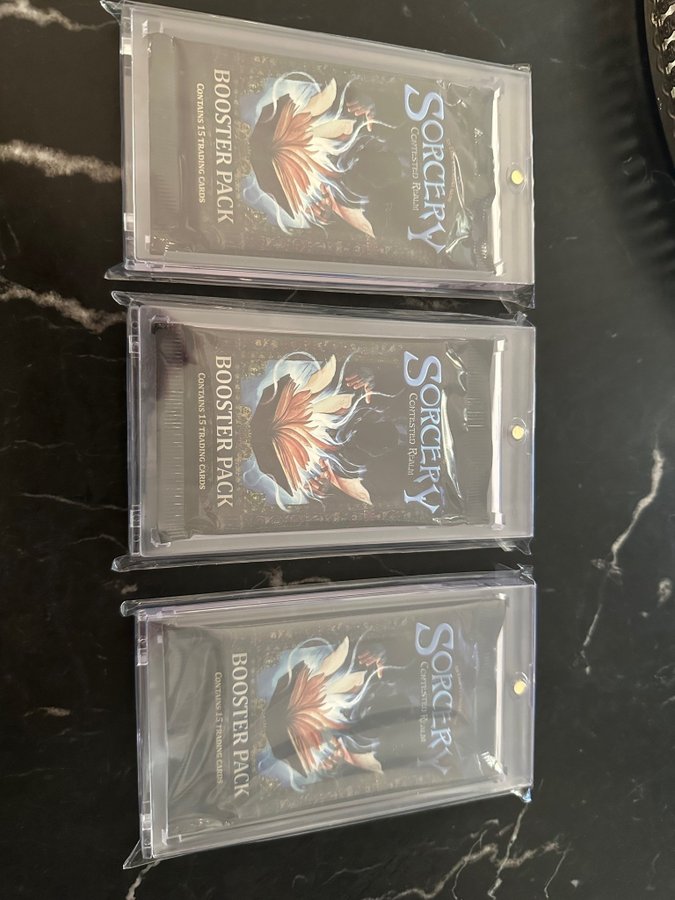 SORCERY
CONTESTED REALM
BOOSTER PACK
CONTAINS 15 TRADING CARDS
SORCERY
CONTESTED REALM
BOOSTER PACK
CONTAINS 15 TRADING CARDS
SORCERY
CONTESTED REALM
BOOSTER PACK
CONTAINS 15 TRADING CARDS